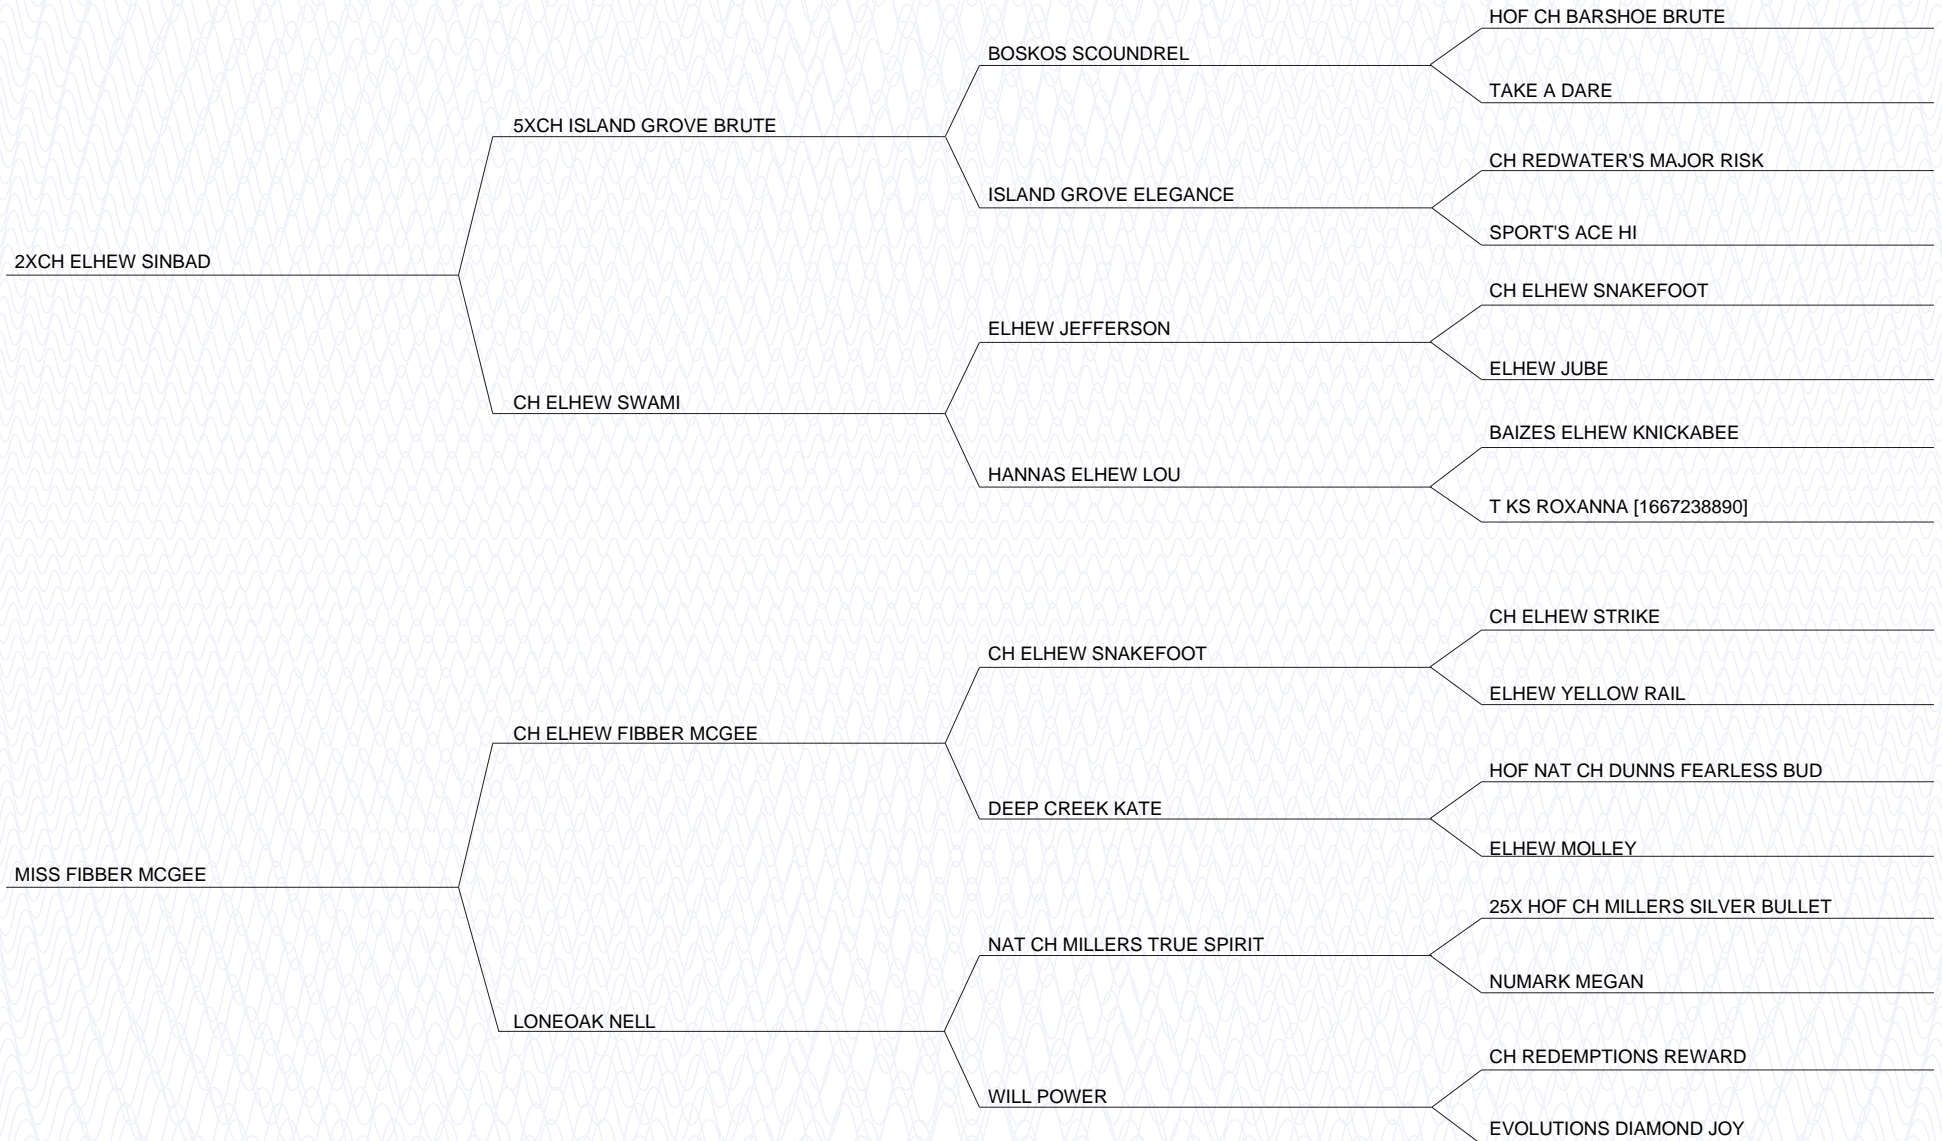 HOF CH BARSHOE BRUTE
BOSKOS SCOUNDREL
TAKE A DARE
5XCH ISLAND GROVE BRUTE
CH REDWATER'S MAJOR RISK
ISLAND GROVE ELEGANCE
SPORT'S ACE HI
2XCH ELHEW SINBAD
CH ELHEW SNAKEFOOT
ELHEW JEFFERSON
ELHEW JUBE
CH ELHEW SWAMI
BAIZES ELHEW KNICKABEE
HANNAS ELHEW LOU
T KS ROXANNA [1667238890]
CH ELHEW STRIKE
CH ELHEW SNAKEFOOT
ELHEW YELLOW RAIL
CH ELHEW FIBBER MCGEE
HOF NAT CH DUNNS FEARLESS BUD
DEEP CREEK KATE
ELHEW MOLLEY
MISS FIBBER MCGEE
25X HOF CH MILLERS SILVER BULLET
NAT CH MILLERS TRUE SPIRIT
NUMARK MEGAN
LONEOAK NELL
CH REDEMPTIONS REWARD
WILL POWER
EVOLUTIONS DIAMOND JOY